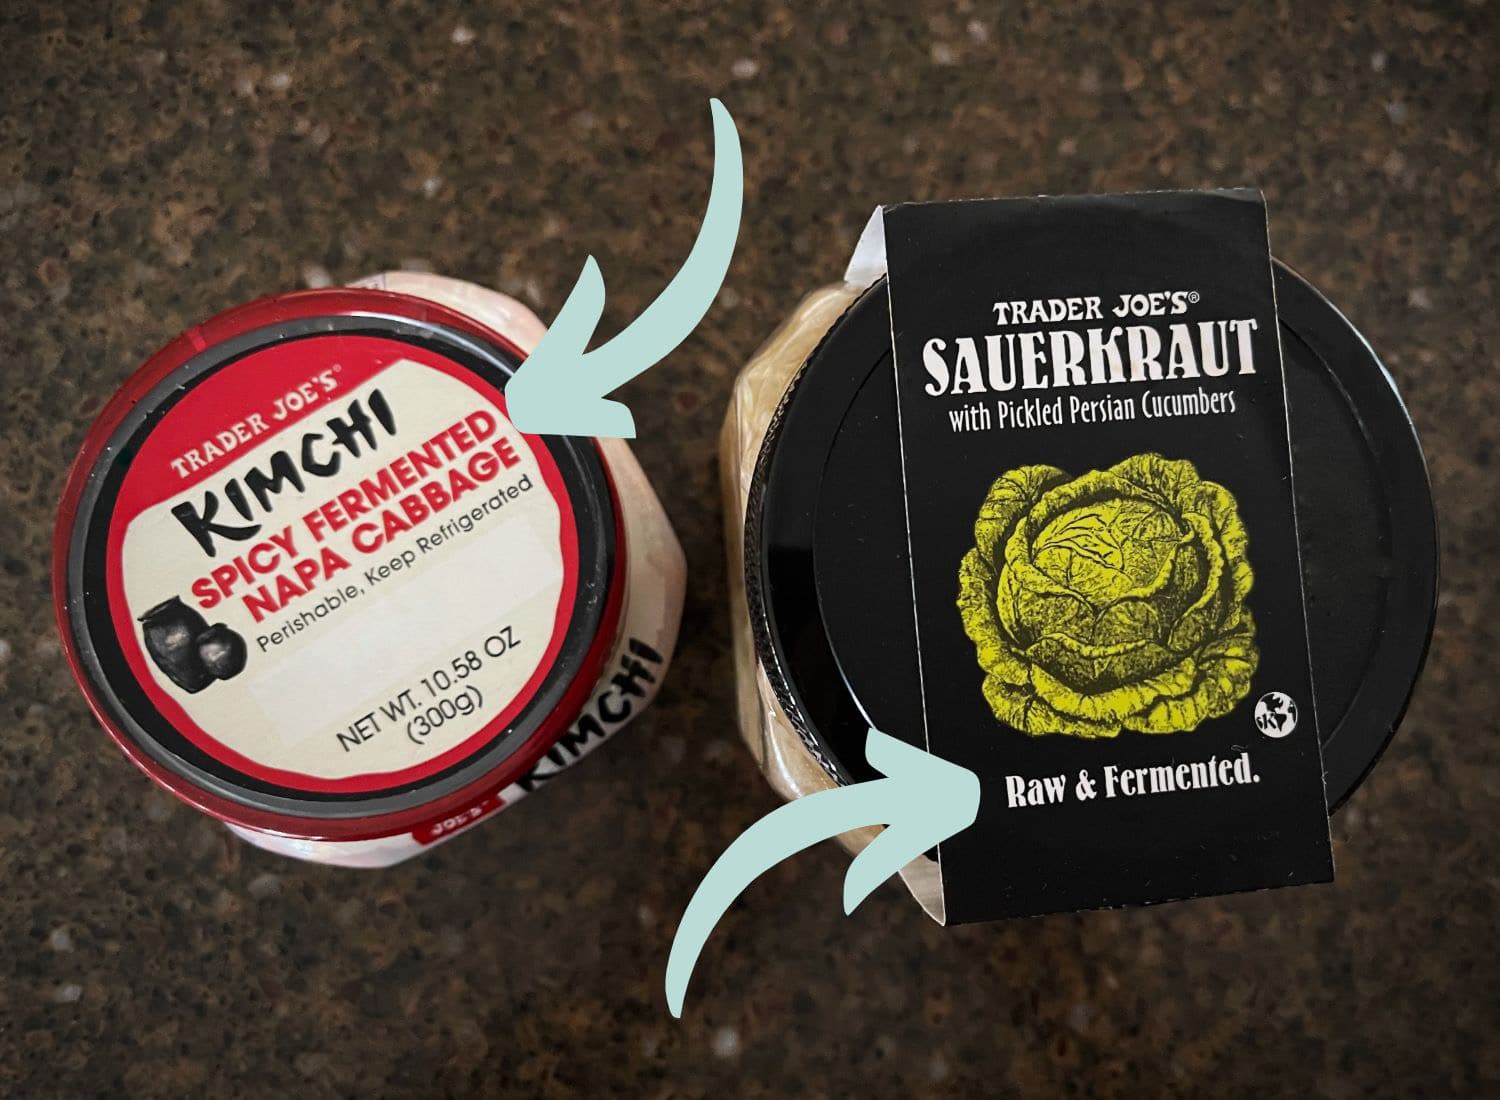 TRADER JOE'S®
KIMCHI
SPICY FERMENTED
NAPA CABBAGE
Perishable, Keep Refrigerated
NET WT. 10.58 OZ
(300g)
JOE'S
KIMCHI
TRADER JOE'S®
SAUERKRAUT
with Pickled Persian Cucumbers
K
Raw & Fermented.